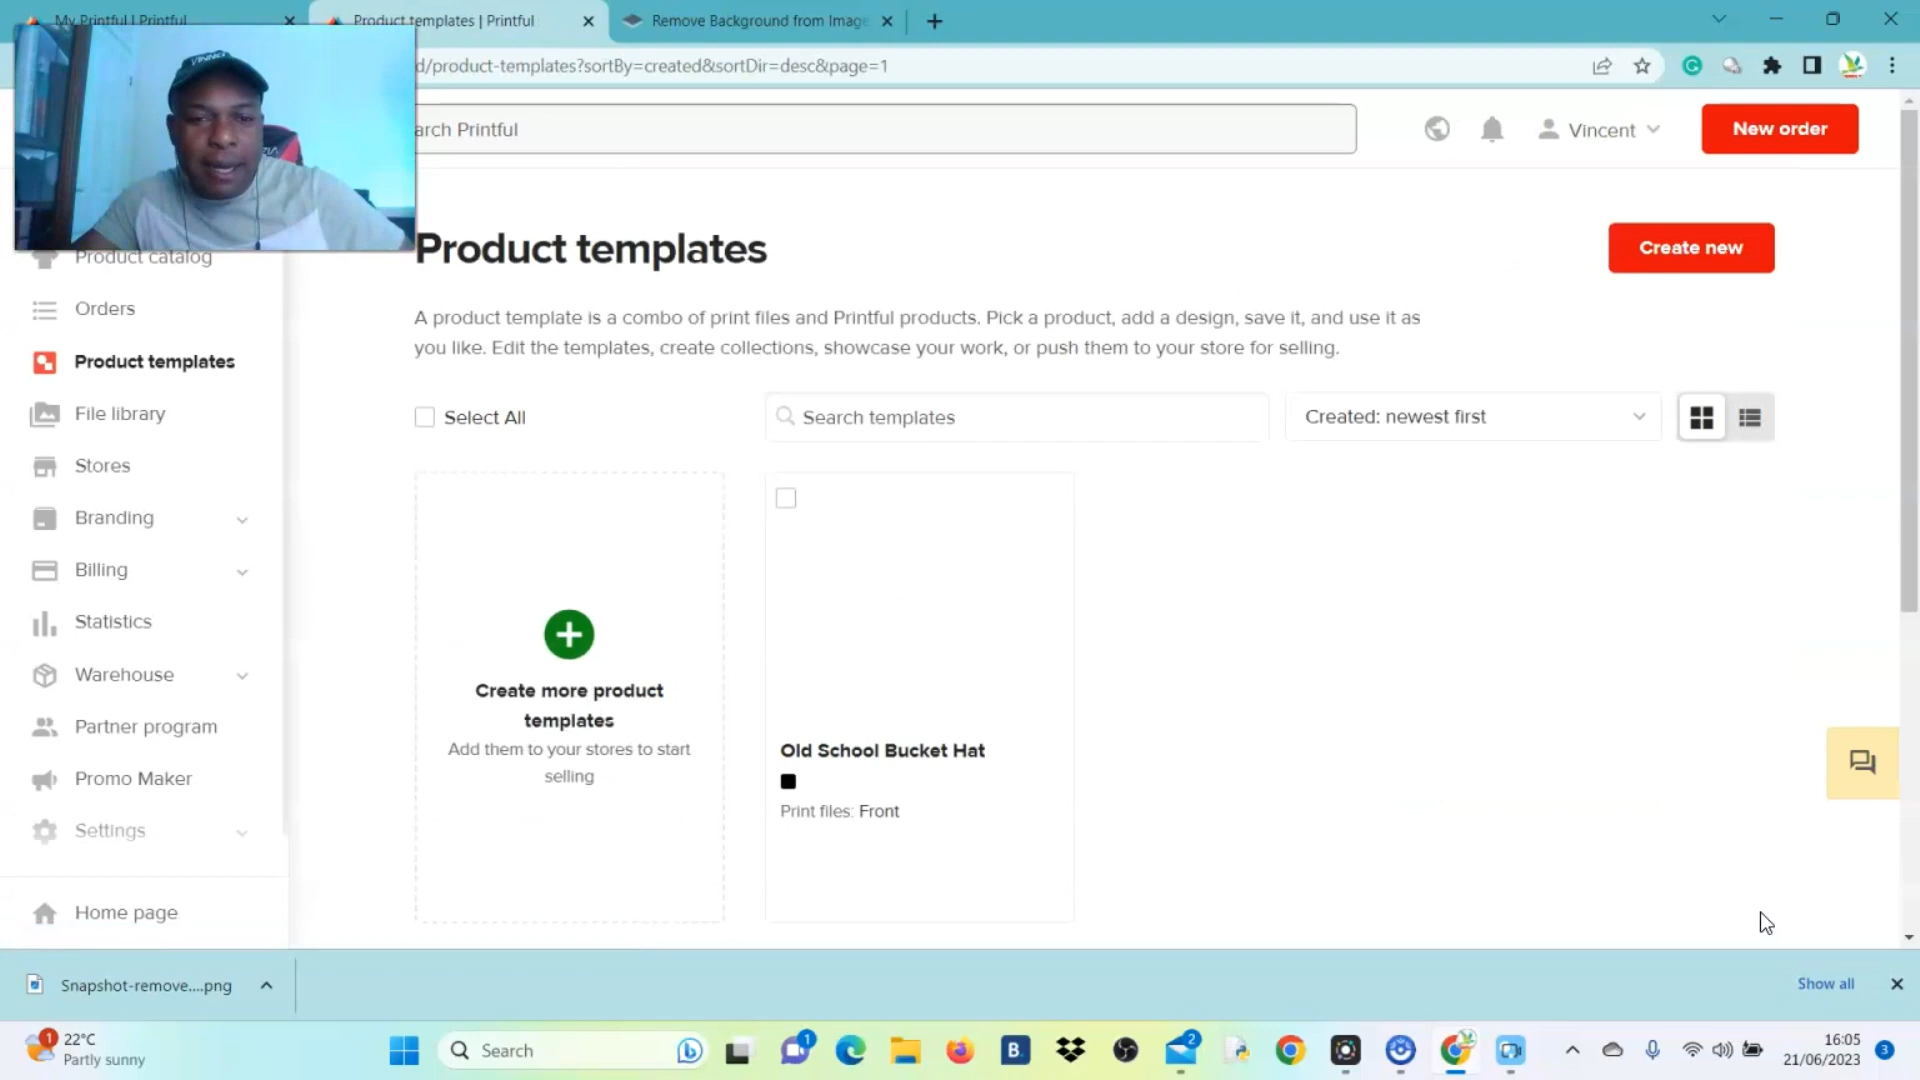 My Printful | Printful
Product templates | Printful
Remove Background from Image
d/product-templates?sortBy=created&sortDir=desc&page=1
arch Printful
Vincent
New order
Product templates
Create new
A product template is a combo of print files and Printful products. Pick a product, add a design, save it, and use it as
you like. Edit the templates, create collections, showcase your work, or push them to your store for selling.
Product catalog
Orders
Product templates
File library
Stores
Branding
Billing
Statistics
Warehouse
Partner program
Promo Maker
Settings
Home page
Select All
Search templates
Created: newest first
Create more product
templates
Add them to your stores to start
selling
Old School Bucket Hat
Print files: Front
Snapshot-remove....png
Show all
1
22°C
Partly sunny
Search
1
B.
2
16:05
21/06/2023
3